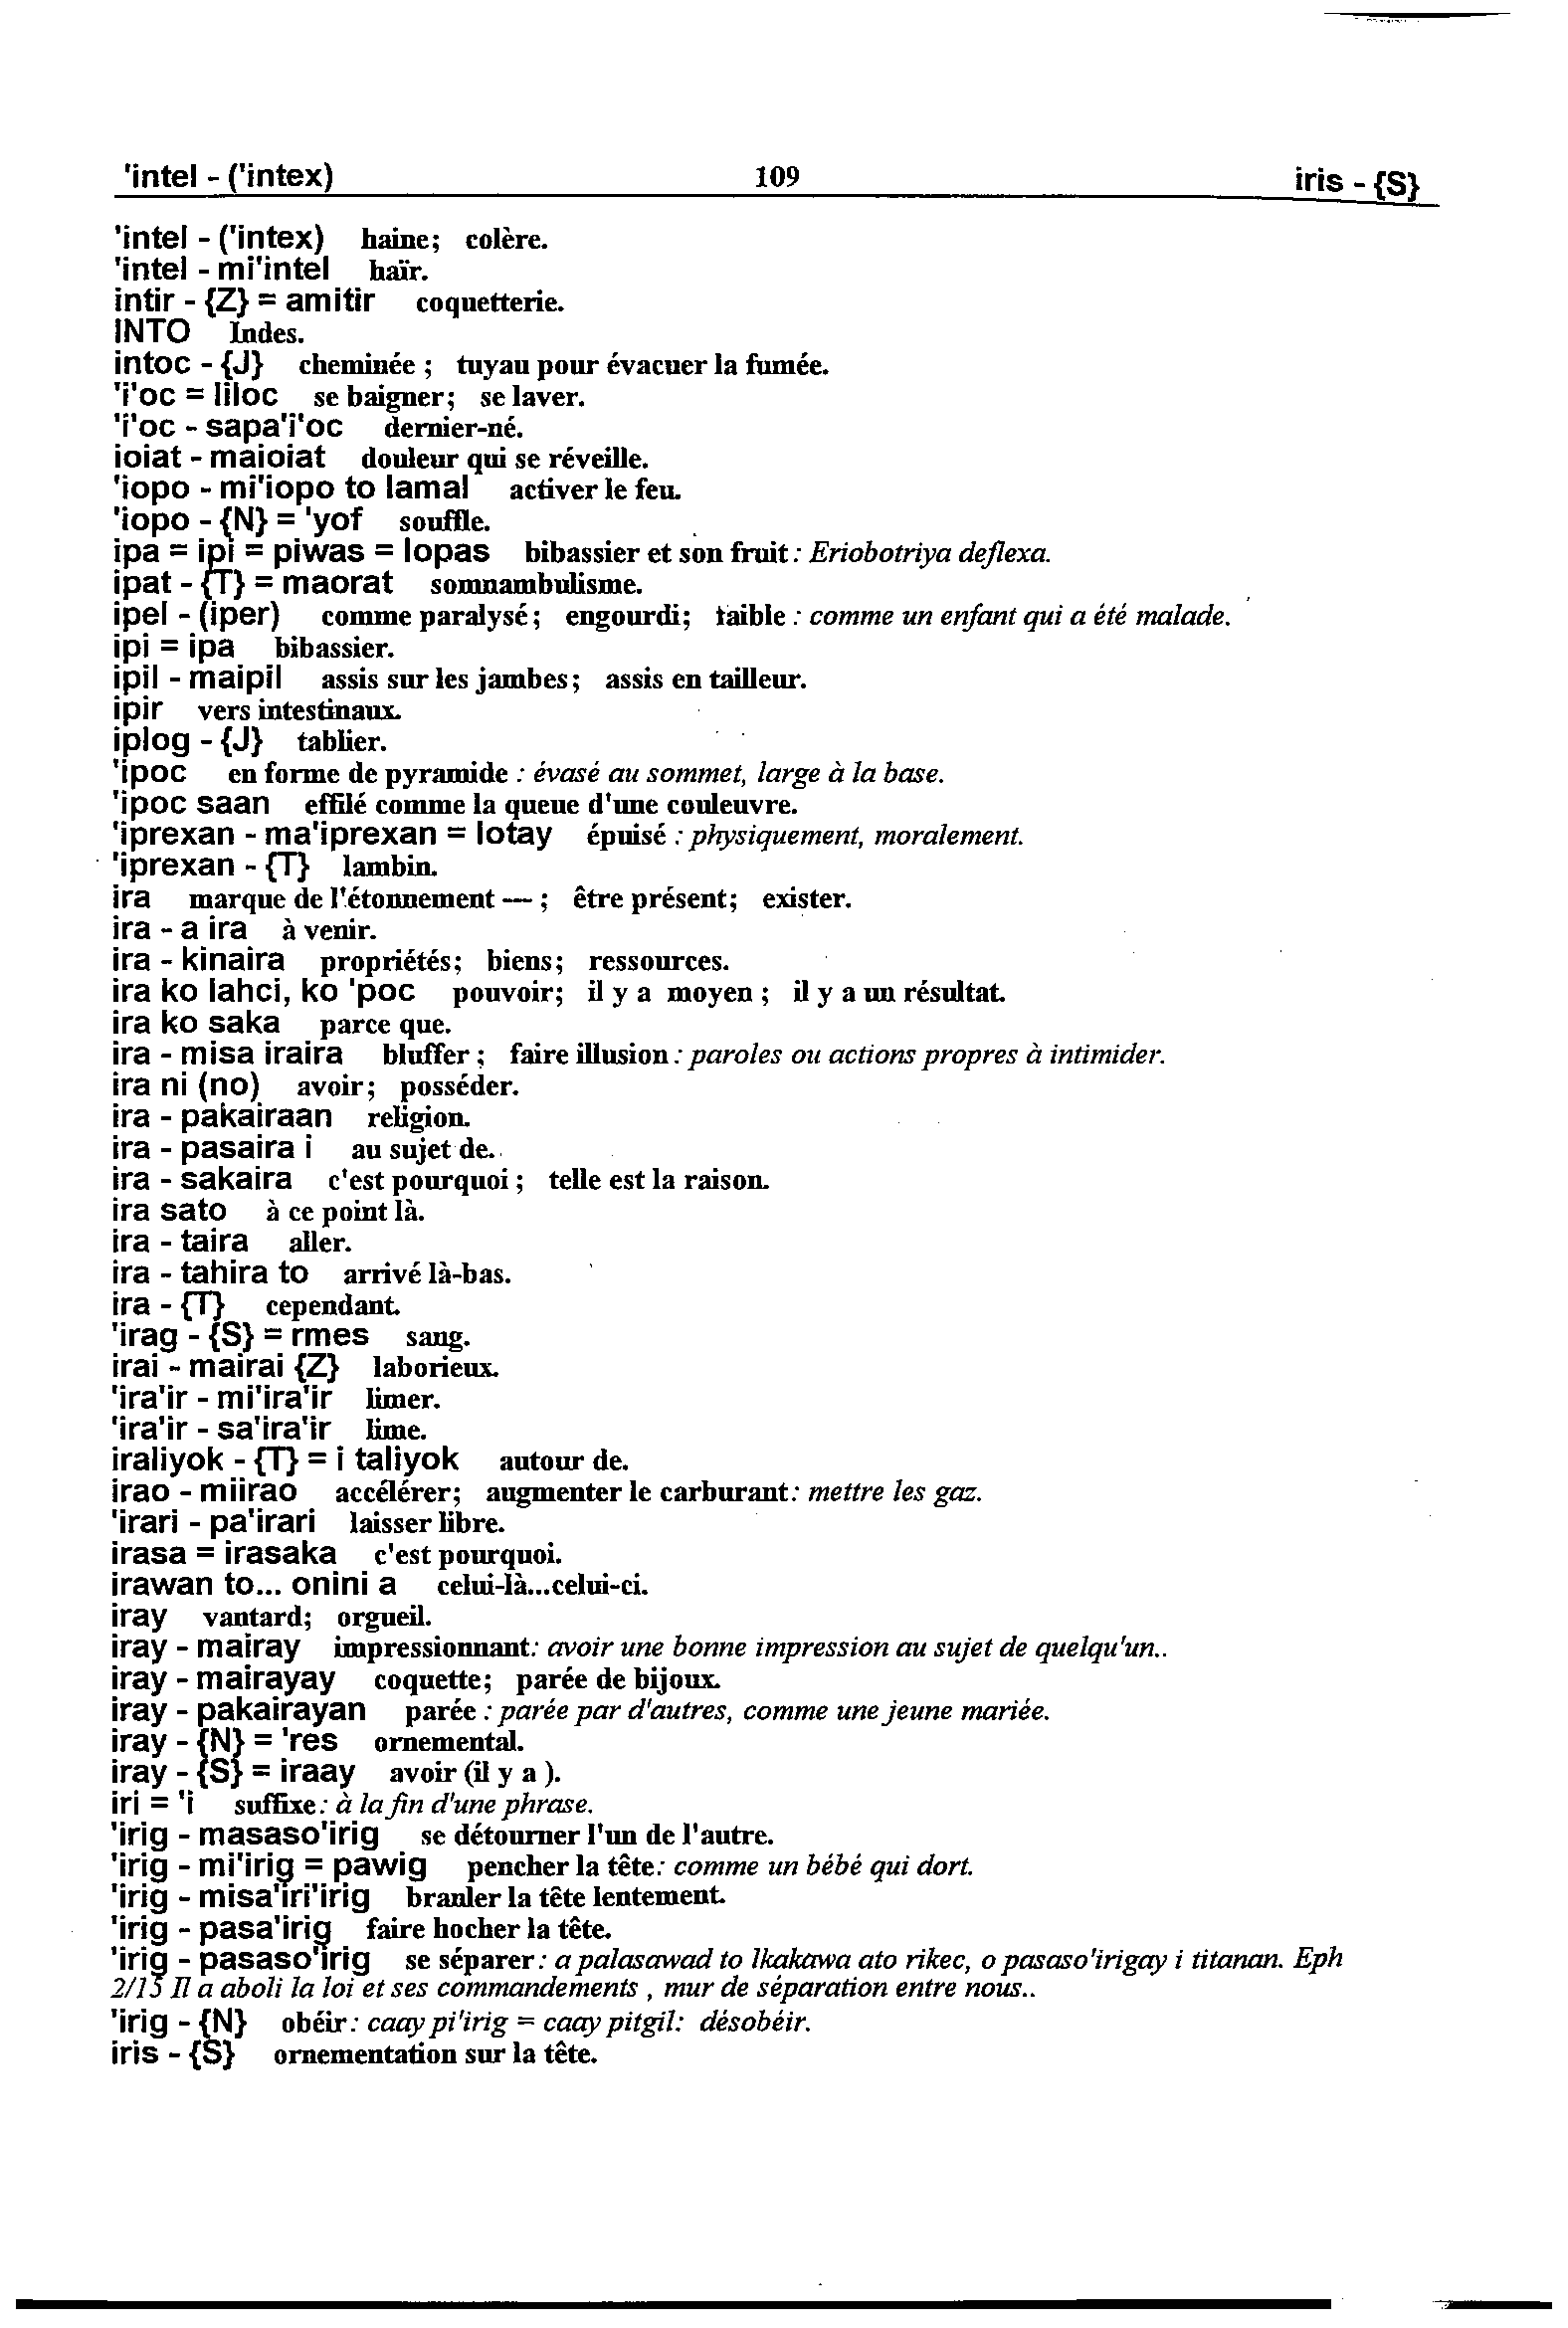 'intel - ('intex) 109 iris - {S}
'intel - ('intex) haine; colère.
'intel - mi'intel haïr.
intir - {Z} = amitir coquetterie.
INTO Indes.
intoc - {J} cheminée ; tuyau pour évacuer la fumée.
'i'oc = liloc se baigner; se laver.
'i'oc - sapa'i'oc dernier-né.
ioiat - maioiat douleur qui se réveille.
'iopo - mi'iopo to lamal activer le feu.
'iopo - {N} = 'yof souffle.
ipa = ipi = piwas = lopas bibassier et son fruit : Eriobotriya deflexa.
ipat - {T} = maorat somnambulisme.
ipel - (iper) comme paralysé ; engourdi; faible : comme un enfant qui a été malade.
ipi = ipa bibassier.
ipil - maipil assis sur les jambes ; assis en tailleur.
ipir vers intestinaux.
iplog - {J} tablier.
'ipoc en forme de pyramide : évasé au sommet, large à la base.
'ipoc saan effilé comme la queue d'une couleuvre.
'iprexan - ma'iprexan = lotay épuisé : physiquement, moralement.
'iprexan - {T} lambin.
ira marque de l'étonnement — ; être présent; exister.
ira - a ira à venir.
ira - kinaira propriétés; biens; ressources.
ira ko lahci, ko 'poc pouvoir; il y a moyen ; il y a un résultat.
ira ko saka parce que.
ira - misa iraira bluffer ; faire illusion : paroles ou actions propres à intimider.
ira ni (no) avoir; posséder.
ira - pakairaan religion.
ira - pasaira i au sujet de.
ira - sakaira c'est pourquoi ; telle est la raison.
ira sato à ce point là.
ira - taira aller.
ira - tahira to arrivé là-bas.
ira - {T} cependant.
'irag - {S} = rmes sang.
irai - mairai {Z} laborieux.
'ira'ir - mi'ira'ir limer.
'ira'ir - sa'ira'ir lime.
iraliyok - {T} = i taliyok autour de.
irao - miirao accélérer; augmenter le carburant : mettre les gaz.
'irari - pa'irari laisser libre.
irasa = irasaka c'est pourquoi.
irawan to... onini a celui-là...celui-ci.
iray vantard; orgueil.
iray - mairay impressionnant : avoir une bonne impression au sujet de quelqu'un..
iray - mairayay coquette; parée de bijoux.
iray - pakairayan parée : parée par d'autres, comme une jeune mariée.
iray - {N} = 'res ornemental.
iray - {S} = iraay avoir (il y a ).
iri = 'i suffixe : à la fin d'une phrase.
'irig - masaso'irig se détourner l'un de l'autre.
'irig - mi'irig = pawig pencher la tête : comme un bébé qui dort.
'irig - misa'iri'irig branler la tête lentement.
'irig - pasa'irig faire hocher la tête.
'irig - pasaso'irig se séparer : a palasawad to lkakawa ato rikec, o pasaso'irigay i titanan. Eph
2/15 Il a aboli la loi et ses commandements , mur de séparation entre nous..
'irig - {N} obéir : caay pi'irig = caay pitgil: désobéir.
iris - {S} ornementation sur la tête.